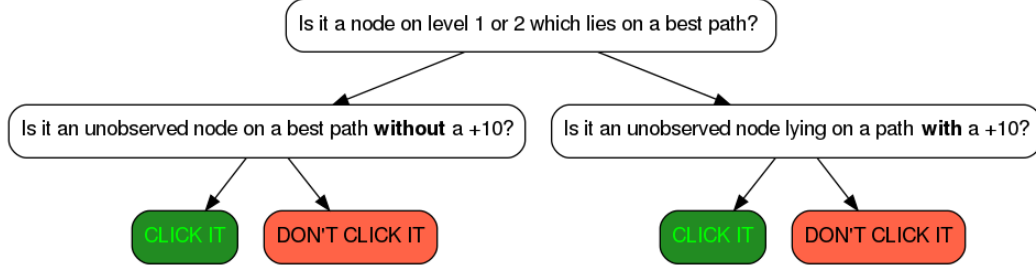 Is it a node on level 1 or 2 which lies on a best path?
Is it an unobserved node on a best path without a +10?
Is it an unobserved node lying on a path with a +10?
CLICK IT
DON'T CLICK IT
CLICK IT
DON'T CLICK IT